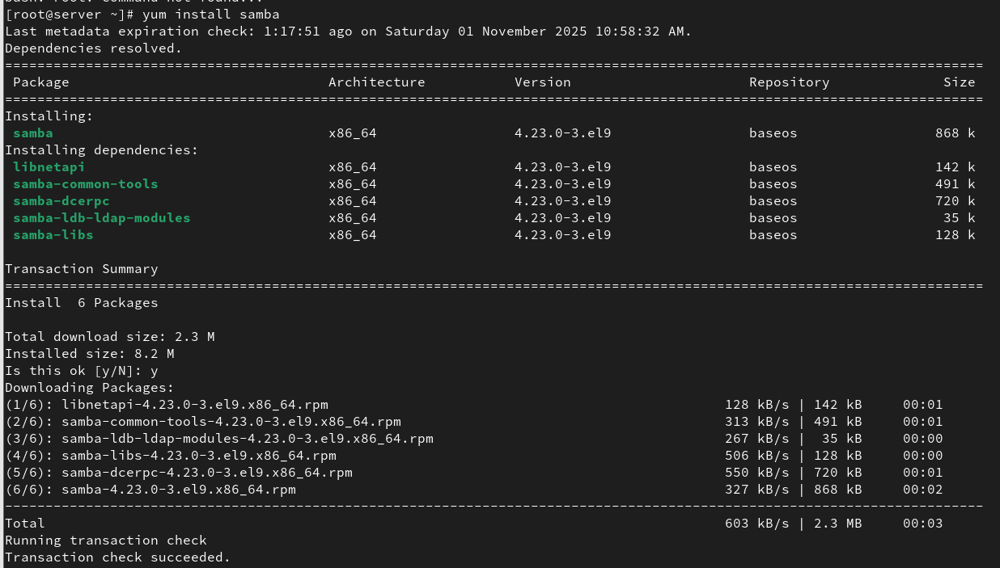 [root@server ~]# yum install samba
Last metadata expiration check: 1:17:51 ago on Saturday 01 November 2025 10:58:32 AM.
Dependencies resolved.
================================================================================
Package Architecture Version Repository Size
================================================================================
Installing:
samba x86_64 4.23.0-3.el9 baseos 868 k
Installing dependencies:
libnetapi x86_64 4.23.0-3.el9 baseos 142 k
samba-common-tools x86_64 4.23.0-3.el9 baseos 491 k
samba-dcerpc x86_64 4.23.0-3.el9 baseos 720 k
samba-ldb-ldap-modules x86_64 4.23.0-3.el9 baseos 35 k
samba-libs x86_64 4.23.0-3.el9 baseos 128 k
Transaction Summary
================================================================================
Install 6 Packages
Total download size: 2.3 M
Installed size: 8.2 M
Is this ok [y/N]: y
Downloading Packages:
(1/6): libnetapi-4.23.0-3.el9.x86_64.rpm 128 kB/s | 142 kB 00:01
(2/6): samba-common-tools-4.23.0-3.el9.x86_64.rpm 313 kB/s | 491 kB 00:01
(3/6): samba-ldb-ldap-modules-4.23.0-3.el9.x86_64.rpm 267 kB/s | 35 kB 00:00
(4/6): samba-libs-4.23.0-3.el9.x86_64.rpm 506 kB/s | 128 kB 00:00
(5/6): samba-dcerpc-4.23.0-3.el9.x86_64.rpm 550 kB/s | 720 kB 00:01
(6/6): samba-4.23.0-3.el9.x86_64.rpm 327 kB/s | 868 kB 00:02
--------------------------------------------------------------------------------
Total 603 kB/s | 2.3 MB 00:03
Running transaction check
Transaction check succeeded.